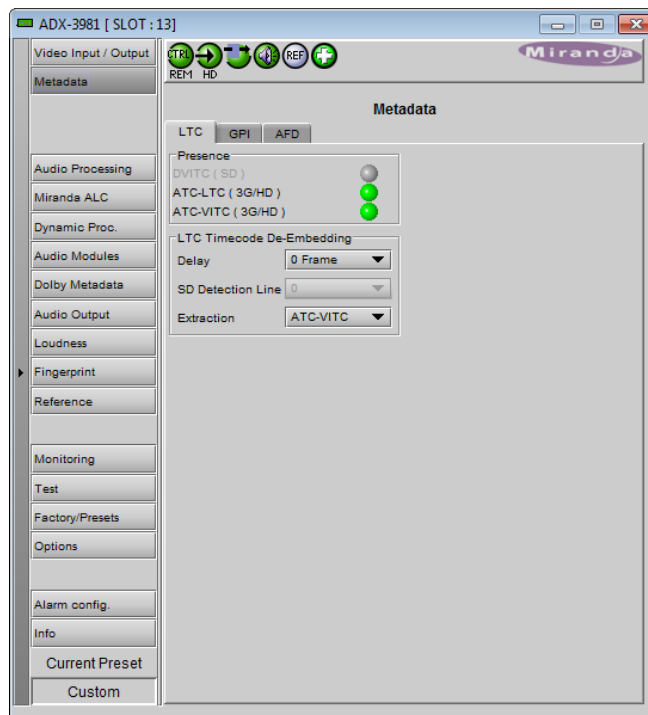 ADX-3981 [ SLOT : 13]
Video Input / Output
Metadata
Audio Processing
Miranda ALC
Dynamic Proc.
Audio Modules
Dolby Metadata
Audio Output
Loudness
Fingerprint
Reference
Monitoring
Test
Factory/Presets
Options
Alarm config.
Info
Current Preset
Custom
CTRL
REF
REM HD
Miranda
Metadata
LTC GPI AFD
Presence
DVITC ( SD )
ATC-LTC ( 3G/HD )
ATC-VITC ( 3G/HD )
LTC Timecode De-Embedding
Delay 0 Frame
SD Detection Line 0
Extraction ATC-VITC